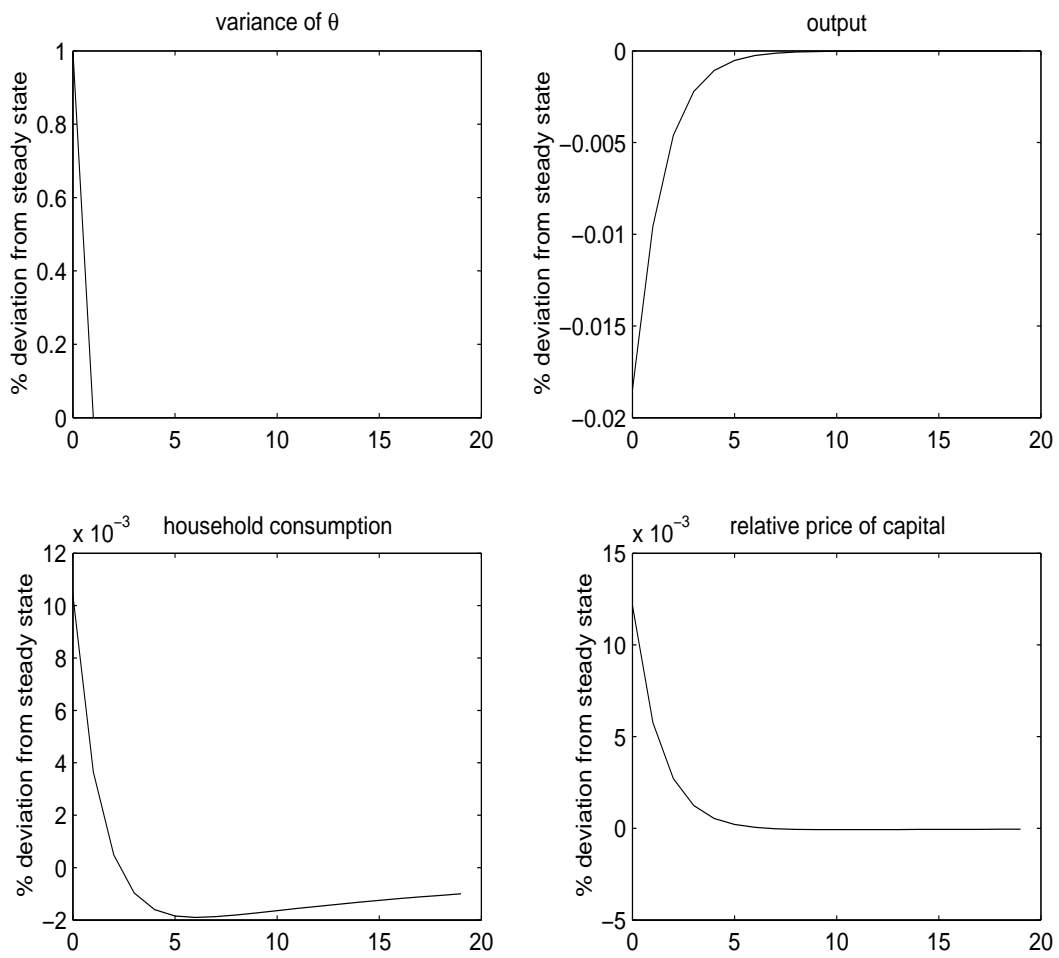 variance of θ
% deviation from steady state
1
0.8
0.6
0.4
0.2
0
0 5 10 15 20
output
% deviation from steady state
0
−0.005
−0.01
−0.015
−0.02
0 5 10 15 20
household consumption
x 10⁻³
% deviation from steady state
12
10
8
6
4
2
0
−2
0 5 10 15 20
relative price of capital
x 10⁻³
% deviation from steady state
15
10
5
0
−5
0 5 10 15 20